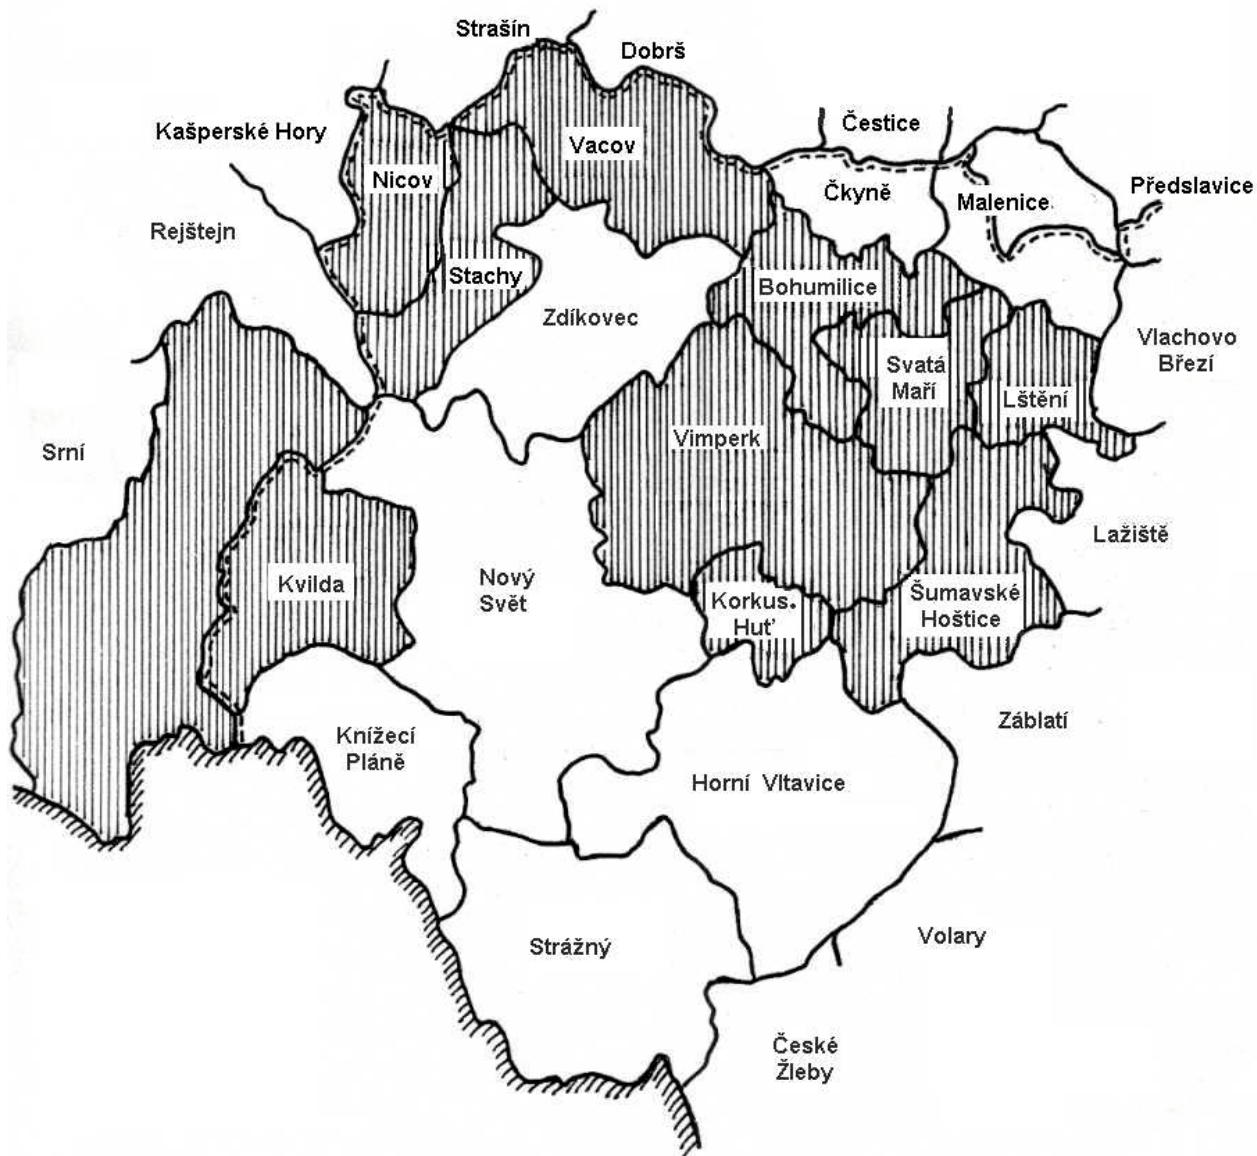 Strašín
Dobrš
Kašperské Hory
Čestice
Vacov
Nicov
Čkyně
Malenice
Předslavice
Rejštejn
Stachy
Bohumilice
Zdíkovec
Vlachovo
Březí
Svatá
Maří
Lštění
Srní
Vimperk
Lažiště
Kvilda
Nový
Svět
Korkus.
Huť
Šumavské
Hoštice
Záblatí
Knížecí
Pláně
Horní Vltavice
Strážný
Volary
České
Žleby